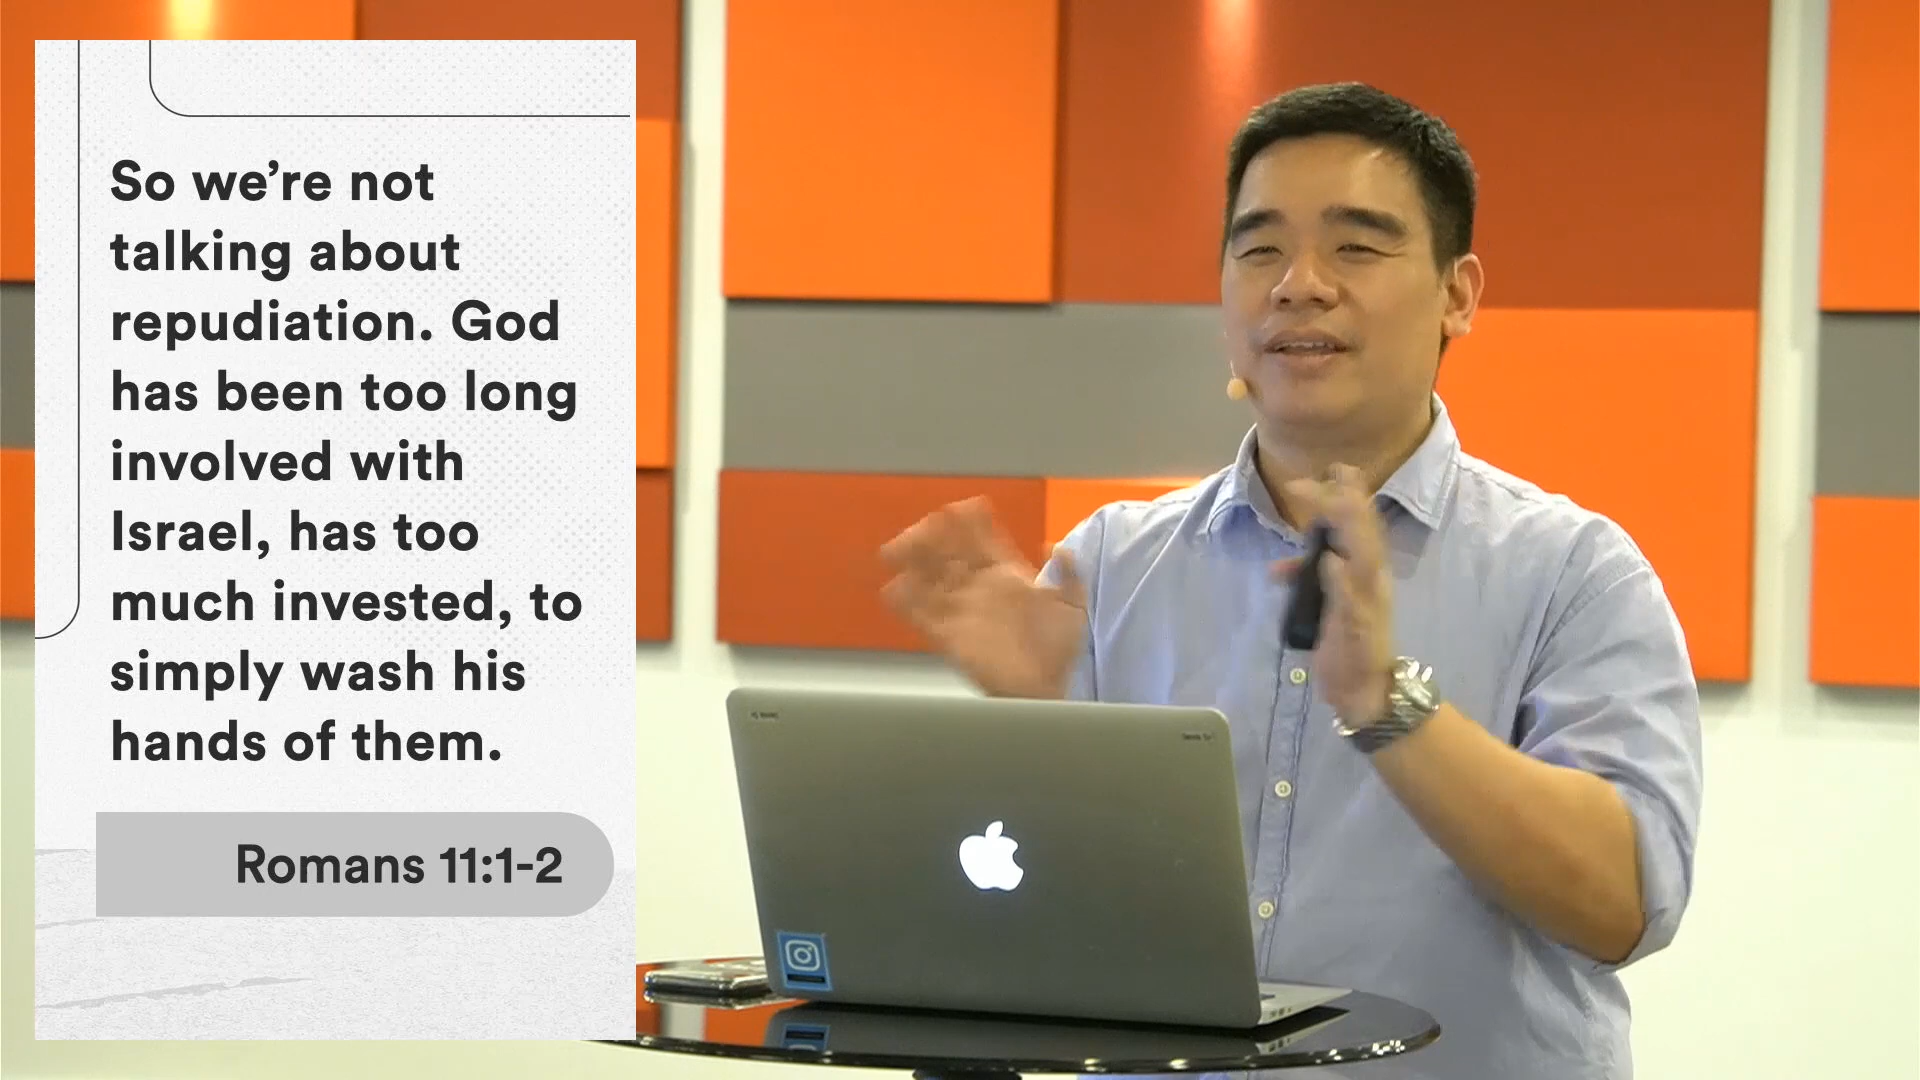 So we’re not
talking about
repudiation. God
has been too long
involved with
Israel, has too
much invested, to
simply wash his
hands of them.
Romans 11:1-2